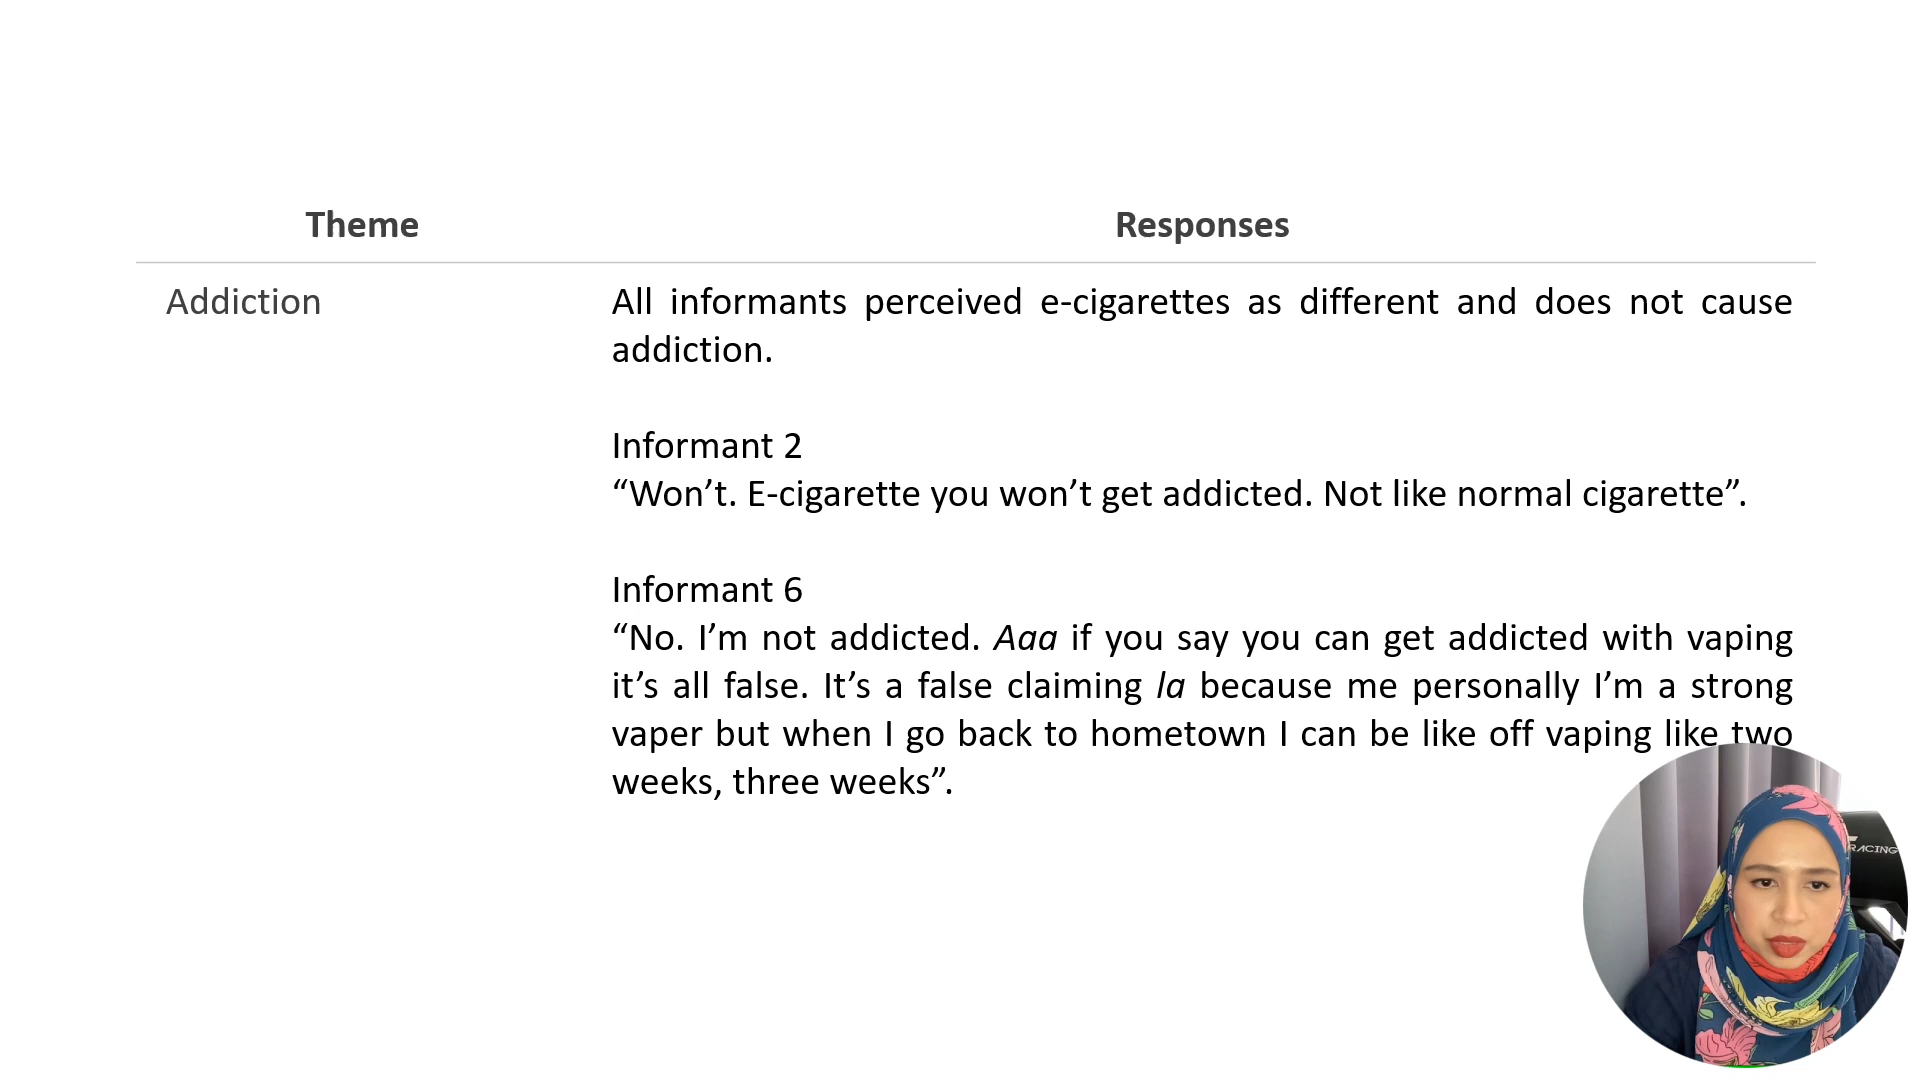 Theme
Responses
Addiction
All informants perceived e-cigarettes as different and does not cause
addiction.
Informant 2
“Won’t. E-cigarette you won’t get addicted. Not like normal cigarette”.
Informant 6
“No. I’m not addicted. Aaa if you say you can get addicted with vaping
it’s all false. It’s a false claiming la because me personally I’m a strong
vaper but when I go back to hometown I can be like off vaping like two
weeks, three weeks”.
RACING